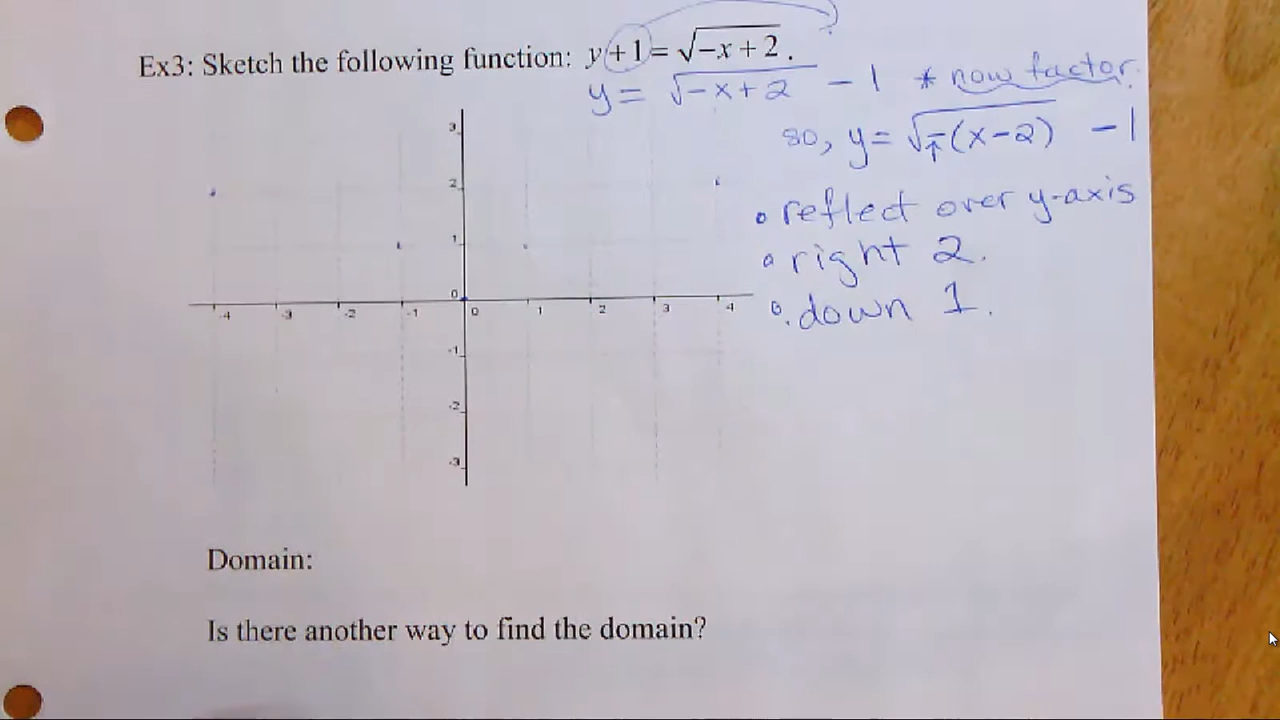 Ex3: Sketch the following function: y + 1 = √(-x + 2).
y = √(-x + 2) - 1 * now factor.
so, y = √(-(x-2)) - 1
↑
• reflect over y-axis
• right 2.
• down 1.
3
2
1
0
-4 -3 -2 -1 0 1 2 3 4
-1
-2
-3
Domain:
Is there another way to find the domain?